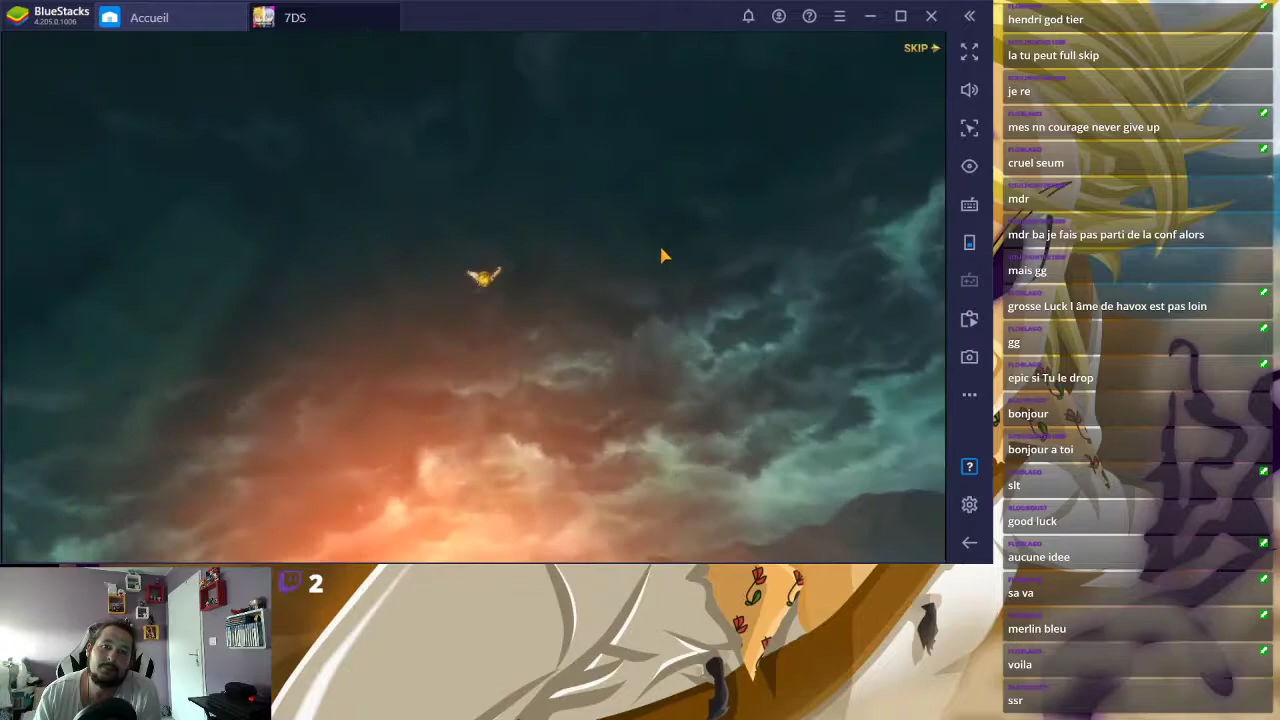 BlueStacks
4.205.0.1006
Accueil
7DS
SKIP
2
hendri god tier
la tu peut full skip
je re
mes nn courage never give up
cruel seum
mdr
mdr ba je fais pas parti de la conf alors
mais gg
grosse Luck l âme de havox est pas loin
gg
epic si Tu le drop
bonjour
bonjour a toi
slt
good luck
aucune idee
sa va
merlin bleu
voila
ssr